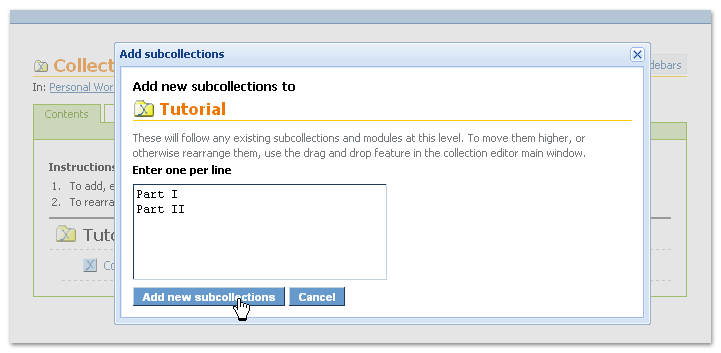 Add subcollections
Add new subcollections to
Tutorial
These will follow any existing subcollections and modules at this level. To move them higher, or
otherwise rearrange them, use the drag and drop feature in the collection editor main window.
Enter one per line
Part I
Part II
Add new subcollections
Cancel
Collect
debars
In: Personal Wor
Contents
Instructions
1. To add, e
2. To rearra
Tuto
Co